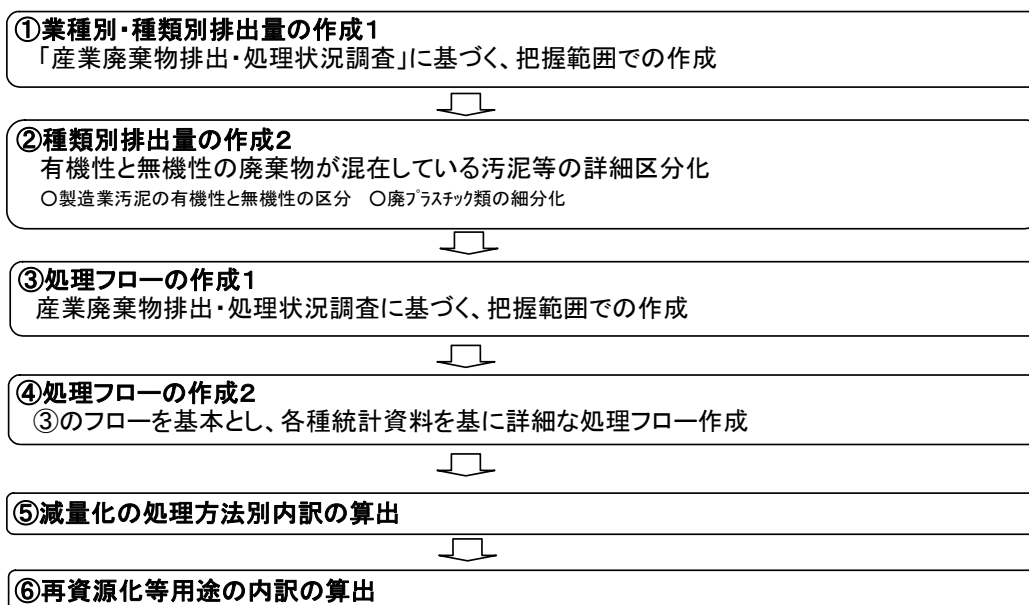 ①業種別・種類別排出量の作成1
「産業廃棄物排出・処理状況調査」に基づく、把握範囲での作成
②種類別排出量の作成2
有機性と無機性の廃棄物が混在している汚泥等の詳細区分化
○製造業汚泥の有機性と無機性の区分 ○廃ﾌﾟﾗｽﾁｯｸ類の細分化
③処理フローの作成1
産業廃棄物排出・処理状況調査に基づく、把握範囲での作成
④処理フローの作成2
③のフローを基本とし、各種統計資料を基に詳細な処理フロー作成
⑤減量化の処理方法別内訳の算出
⑥再資源化等用途の内訳の算出